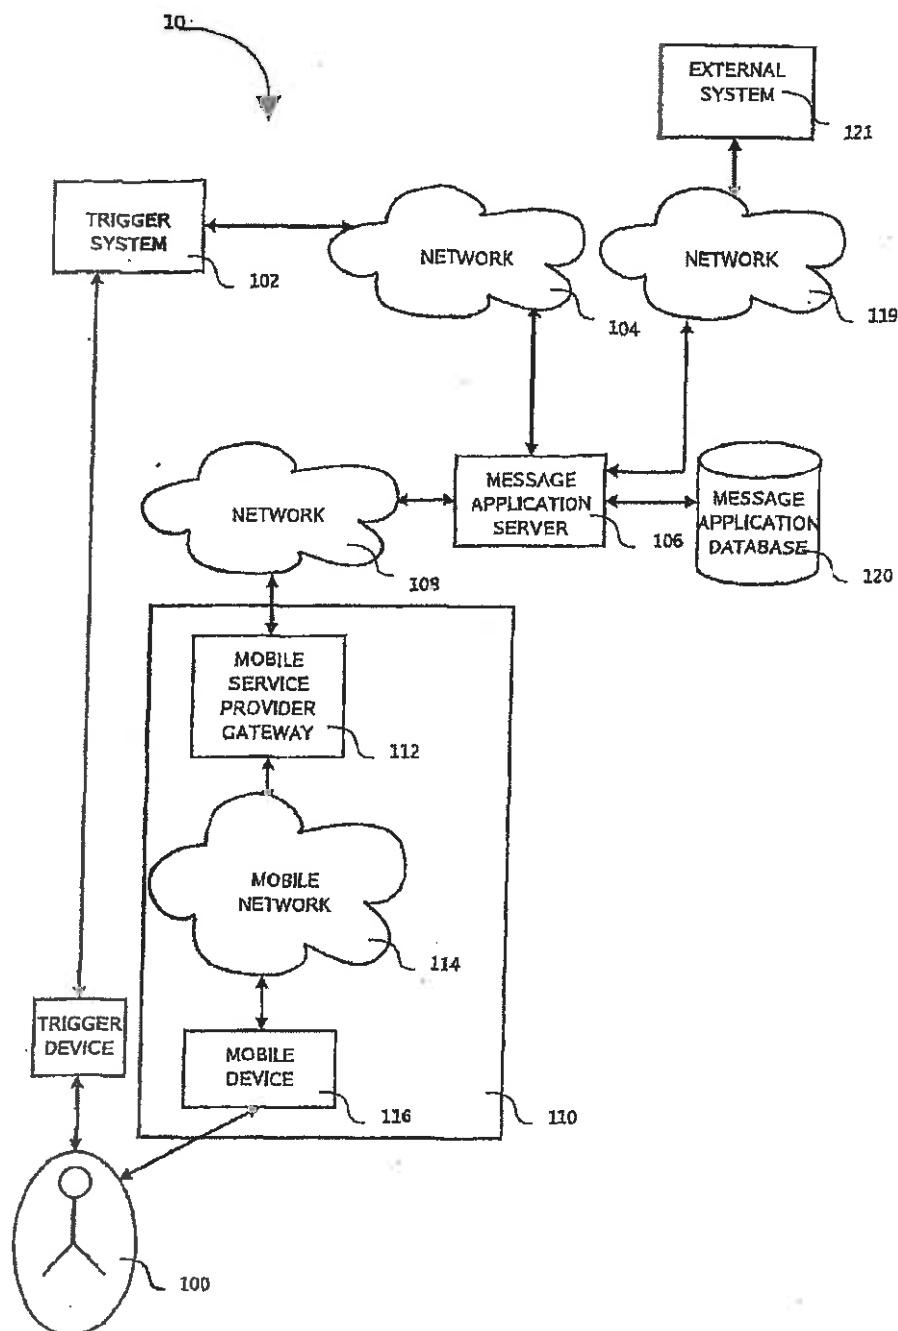 10
EXTERNAL
SYSTEM
121
TRIGGER
SYSTEM
102
NETWORK
104
NETWORK
119
MESSAGE
APPLICATION
SERVER
106
MESSAGE
APPLICATION
DATABASE
120
NETWORK
108
MOBILE
SERVICE
PROVIDER
GATEWAY
112
MOBILE
NETWORK
114
TRIGGER
DEVICE
MOBILE
DEVICE
116
110
100